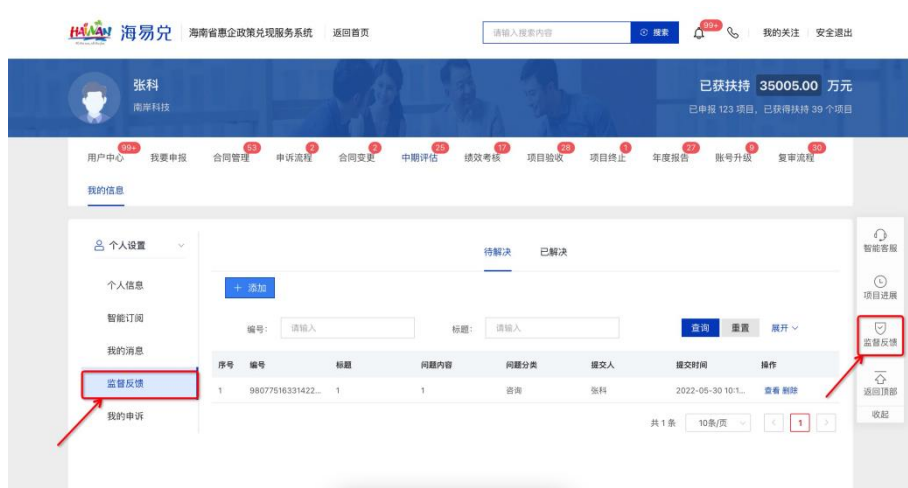 HAINAN 海易兑 海南省惠企政策兑现服务系统 返回首页 请输入搜索内容 搜索 99+ 我的关注 安全退出
张科
南岸科技
已获扶持 35005.00 万元
已申报 123 项目，已获得扶持 39 个项目
99+ 53 2 2 25 17 28 1 27 9 30
用户中心 我要申报 合同管理 申诉流程 合同变更 中期评估 绩效考核 项目验收 项目终止 年度报告 账号升级 复审流程
我的信息
个人设置
个人信息
智能订阅
我的消息
监督反馈
我的申诉
待解决 已解决
+ 添加
编号： 请输入 标题： 请输入 查询 重置 展开
序号 编号 标题 问题内容 问题分类 提交人 提交时间 操作
1 98077516331422... 1 1 咨询 张科 2022-05-30 10:1... 查看 删除
共 1 条 10条/页 < 1 >
智能客服
项目进展
监督反馈
返回顶部
收起